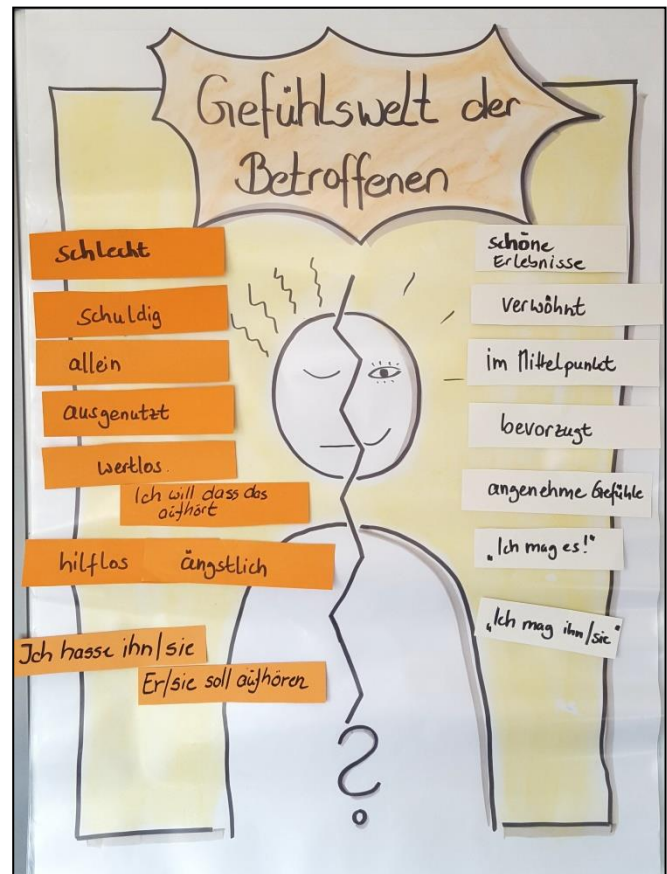 Gefühlswelt der
Betroffenen
schlecht
schuldig
allein
ausgenutzt
wertlos.
Ich will dass das
aufhört
hilflos
ängstlich
Ich hasse ihn/sie
Er/sie soll aufhören
schöne
Erlebnisse
verwöhnt
im Mittelpunkt
bevorzugt
angenehme Gefühle
"Ich mag es!"
"Ich mag ihn/sie"
?